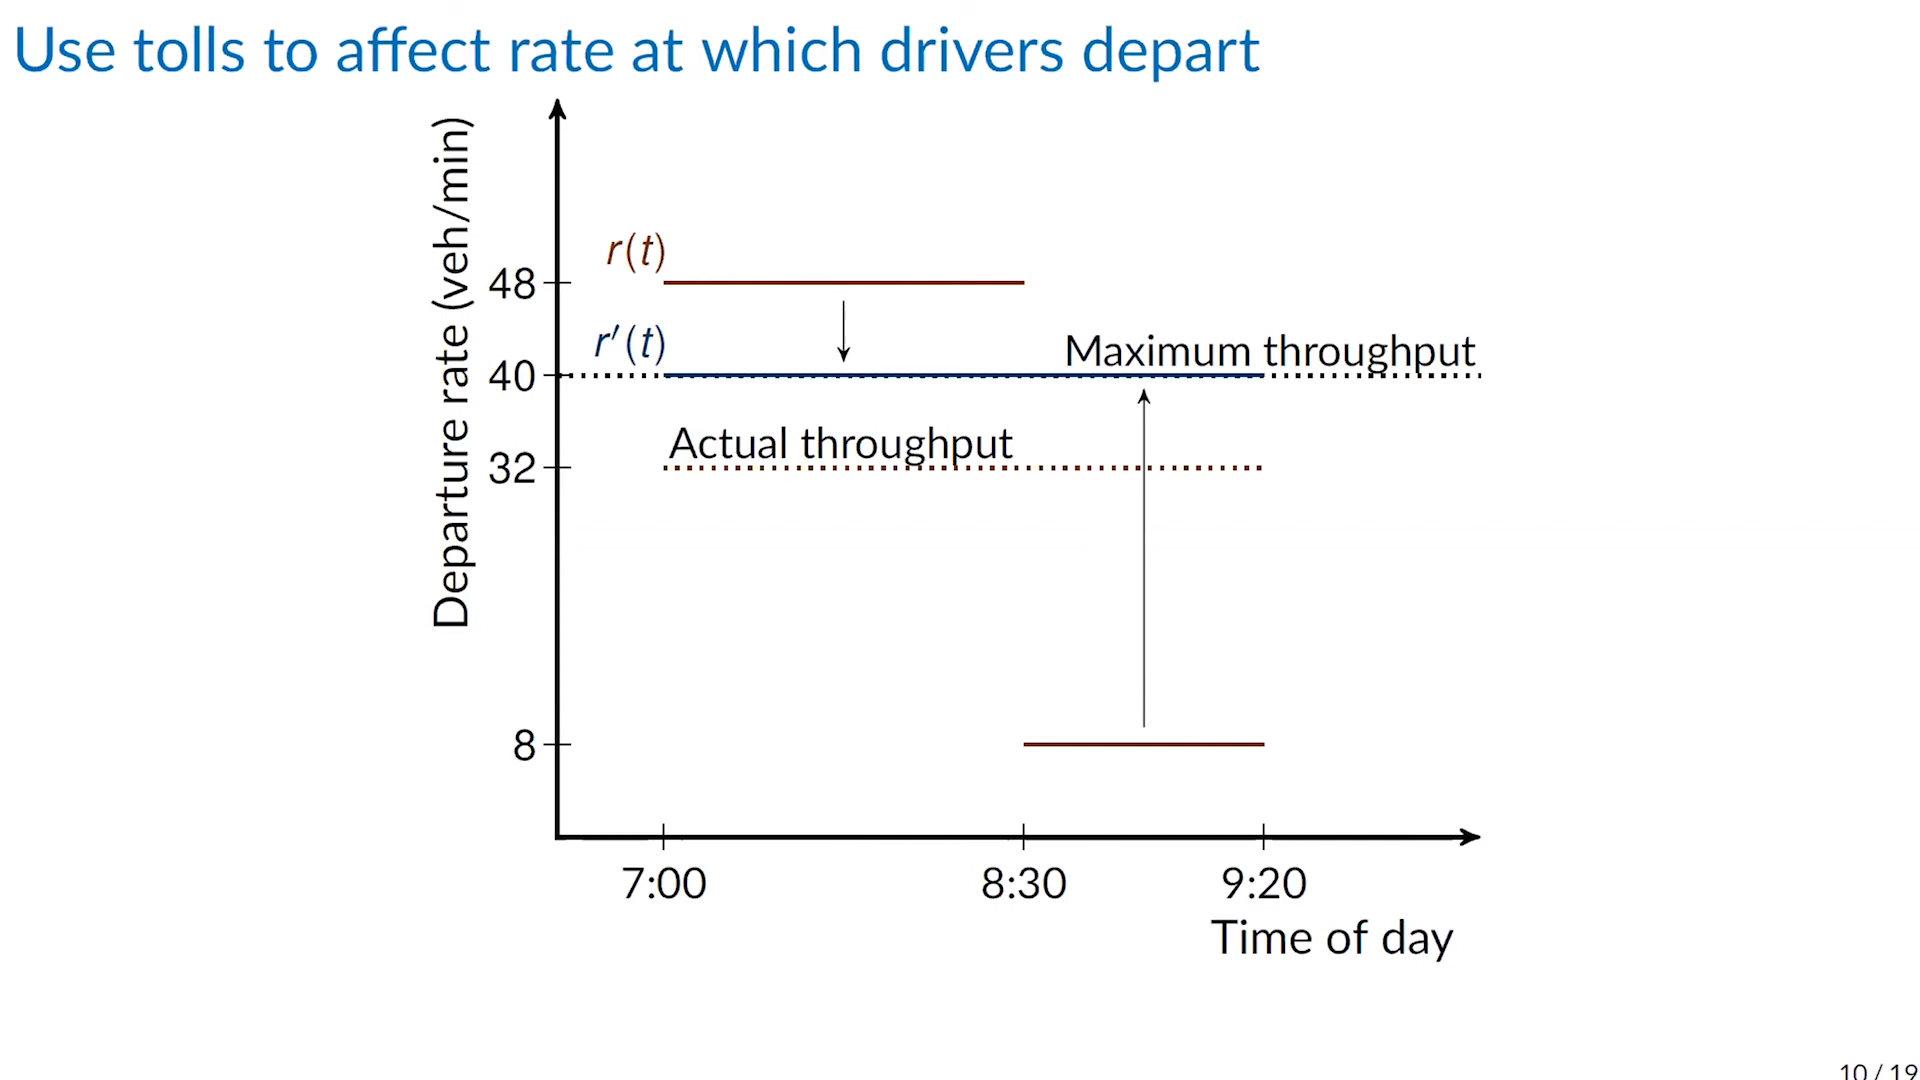 Use tolls to affect rate at which drivers depart
Departure rate (veh/min)
r(t)
48
r′(t)
Maximum throughput
40
Actual throughput
32
8
7:00
8:30
9:20
Time of day
10 / 19